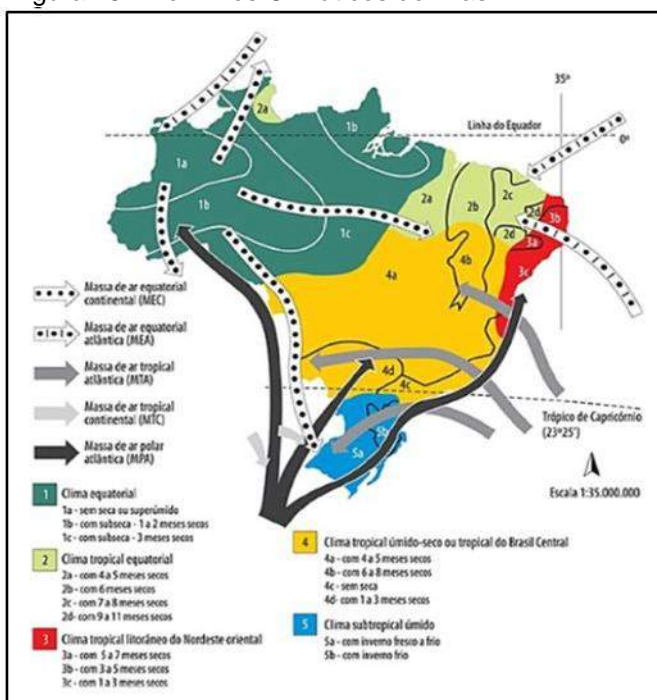 35º
Linha do Equador
0º
2a
1b
1a
1b
1c
2a
2b
2c
2d
2d
3b
3a
3c
4a
4b
4d
4c
5b
5a
Trópico de Capricórnio
(23º25')
Escala 1:35.000.000
Massa de ar equatorial
continental (MEC)
Massa de ar equatorial
atlântica (MEA)
Massa de ar tropical
atlântica (MTA)
Massa de ar tropical
continental (MTC)
Massa de ar polar
atlântica (MPA)
1 Clima equatorial
1a - sem seca ou superúmido
1b - com subseca - 1 a 2 meses secos
1c - com subseca - 3 meses secos
2 Clima tropical equatorial
2a - com 4 a 5 meses secos
2b - com 6 meses secos
2c - com 7 a 8 meses secos
2d - com 9 a 11 meses secos
3 Clima tropical litorâneo do Nordeste oriental
3a - com 5 a 7 meses secos
3b - com 3 a 5 meses secos
3c - com 1 a 3 meses secos
4 Clima tropical úmido-seco ou tropical do Brasil Central
4a - com 4 a 5 meses secos
4b - com 6 a 8 meses secos
4c - sem seca
4d - com 1 a 3 meses secos
5 Clima subtropical úmido
5a - com inverno fresco a frio
5b - com inverno frio